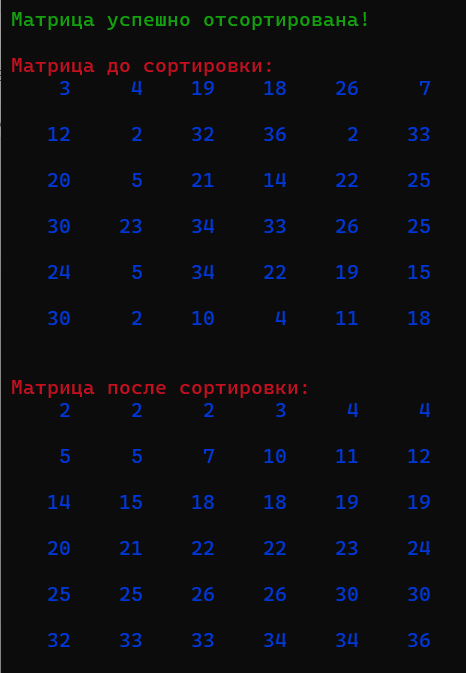 Матрица успешно отсортирована!
Матрица до сортировки:
3 4 19 18 26 7
12 2 32 36 2 33
20 5 21 14 22 25
30 23 34 33 26 25
24 5 34 22 19 15
30 2 10 4 11 18
Матрица после сортировки:
2 2 2 3 4 4
5 5 7 10 11 12
14 15 18 18 19 19
20 21 22 22 23 24
25 25 26 26 30 30
32 33 33 34 34 36